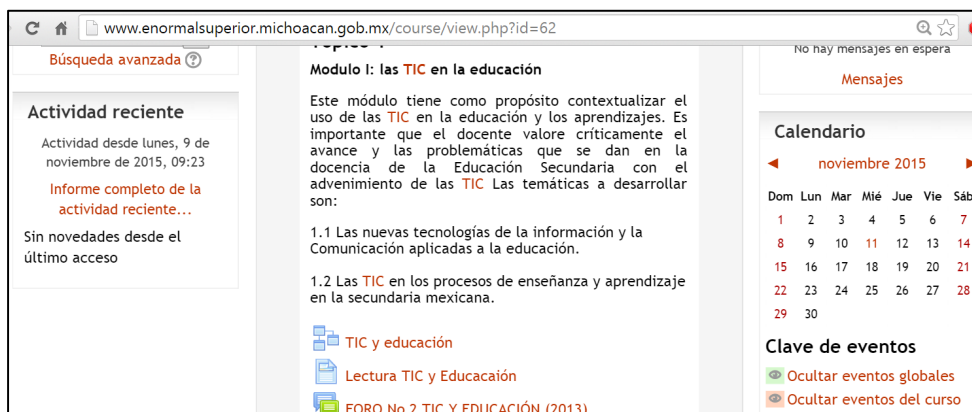 www.enormalsuperior.michoacan.gob.mx/course/view.php?id=62
Búsqueda avanzada
Actividad reciente
Actividad desde lunes, 9 de
noviembre de 2015, 09:23
Informe completo de la
actividad reciente...
Sin novedades desde el
último acceso
Modulo I: las TIC en la educación
Este módulo tiene como propósito contextualizar el
uso de las TIC en la educación y los aprendizajes. Es
importante que el docente valore críticamente el
avance y las problemáticas que se dan en la
docencia de la Educación Secundaria con el
advenimiento de las TIC Las temáticas a desarrollar
son:
1.1 Las nuevas tecnologías de la información y la
Comunicación aplicadas a la educación.
1.2 Las TIC en los procesos de enseñanza y aprendizaje
en la secundaria mexicana.
TIC y educación
Lectura TIC y Educacaión
FORO No 2 TIC Y EDUCACIÓN (2013)
No hay mensajes en espera
Mensajes
Calendario
◄ noviembre 2015 ►
Dom Lun Mar Mié Jue Vie Sáb
1 2 3 4 5 6 7
8 9 10 11 12 13 14
15 16 17 18 19 20 21
22 23 24 25 26 27 28
29 30
Clave de eventos
Ocultar eventos globales
Ocultar eventos del curso